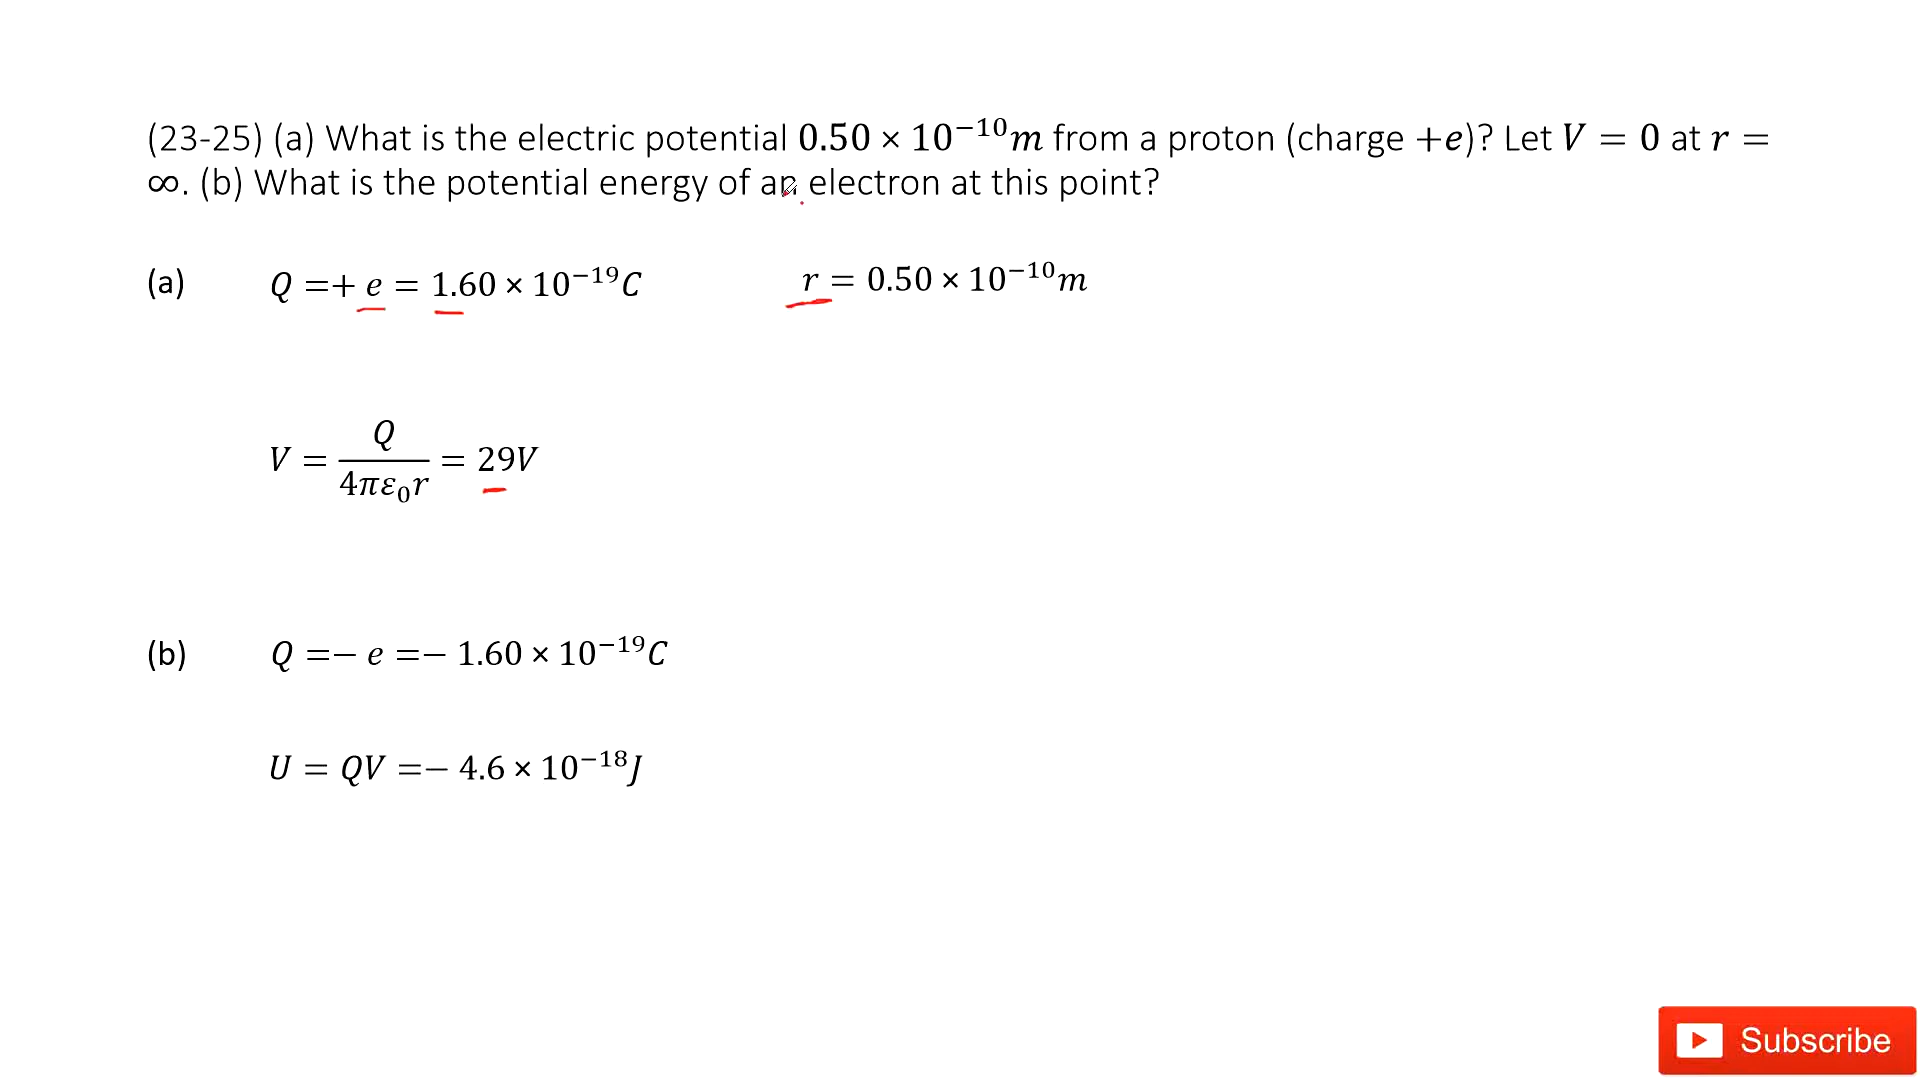 (23-25) (a) What is the electric potential 0.50 × 10⁻¹⁰m from a proton (charge +e)? Let V = 0 at r =
∞. (b) What is the potential energy of an electron at this point?
(a) Q =+ e = 1.60 × 10⁻¹⁹C r = 0.50 × 10⁻¹⁰m
V = Q / 4πε₀r = 29V
(b) Q =− e =− 1.60 × 10⁻¹⁹C
U = QV =− 4.6 × 10⁻¹⁸J
Subscribe